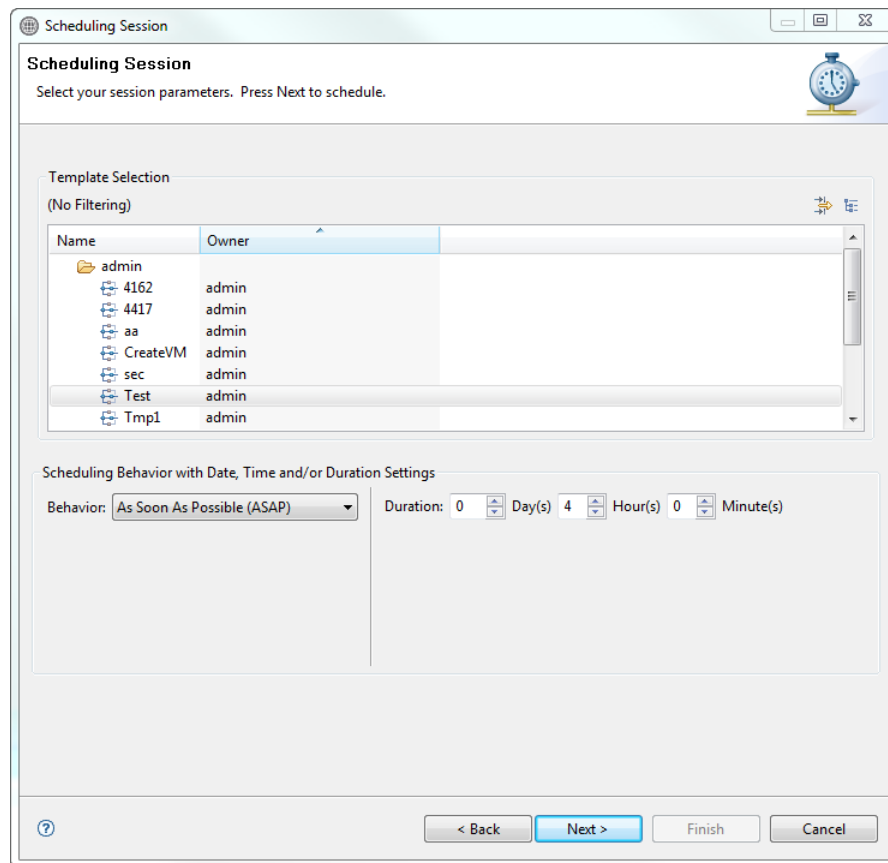 Scheduling Session
Scheduling Session
Select your session parameters.  Press Next to schedule.
Template Selection
(No Filtering)
Name Owner
admin
4162 admin
4417 admin
aa admin
CreateVM admin
sec admin
Test admin
Tmp1 admin
Scheduling Behavior with Date, Time and/or Duration Settings
Behavior: As Soon As Possible (ASAP) Duration: 0 Day(s) 4 Hour(s) 0 Minute(s)
? < Back Next > Finish Cancel